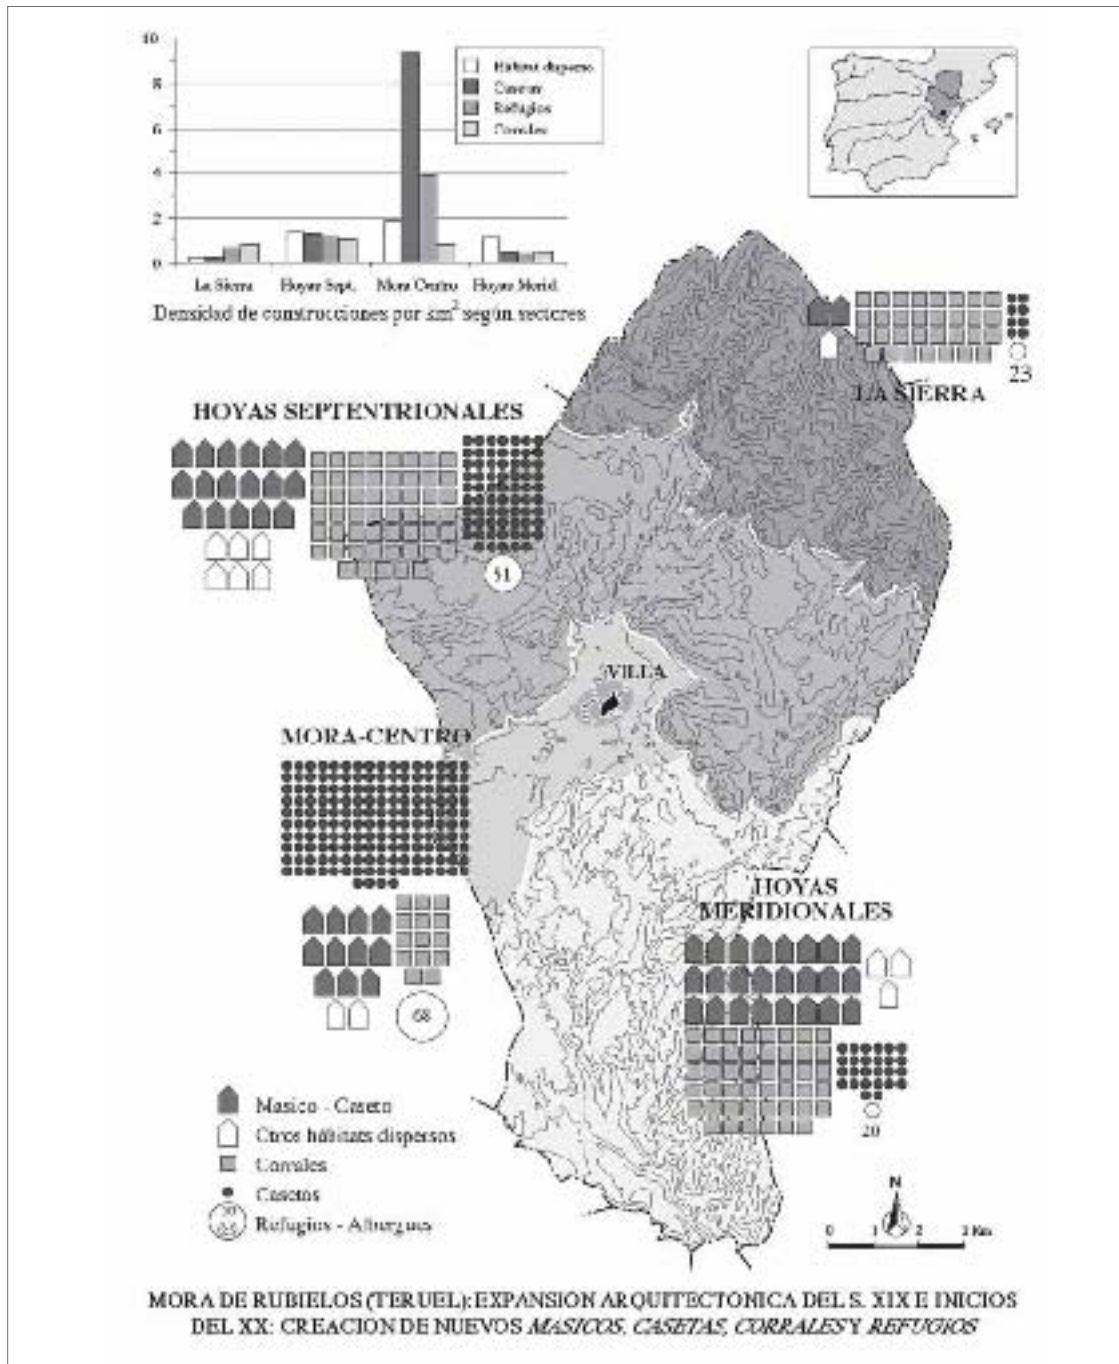 10
8
6
4
2
0
Hábitat disperso
Casetas
Refugios
Corrales
La Sierra Hoyas Sept. Mora Centro Hoyas Merid.
Densidad de construcciones por km² según sectores
23
LA SIERRA
HOYAS SEPTENTRIONALES
51
VILLA
MORA-CENTRO
68
HOYAS
MERIDIONALES
20
Masico - Caseto
Otros hábitats dispersos
Corrales
Casetas
Refugios - Albergues
N
0 1 2 3 Km
MORA DE RUBIELOS (TERUEL): EXPANSION ARQUITECTONICA DEL S. XIX E INICIOS
DEL XX: CREACION DE NUEVOS MASICOS, CASETAS, CORRALES Y REFUGIOS